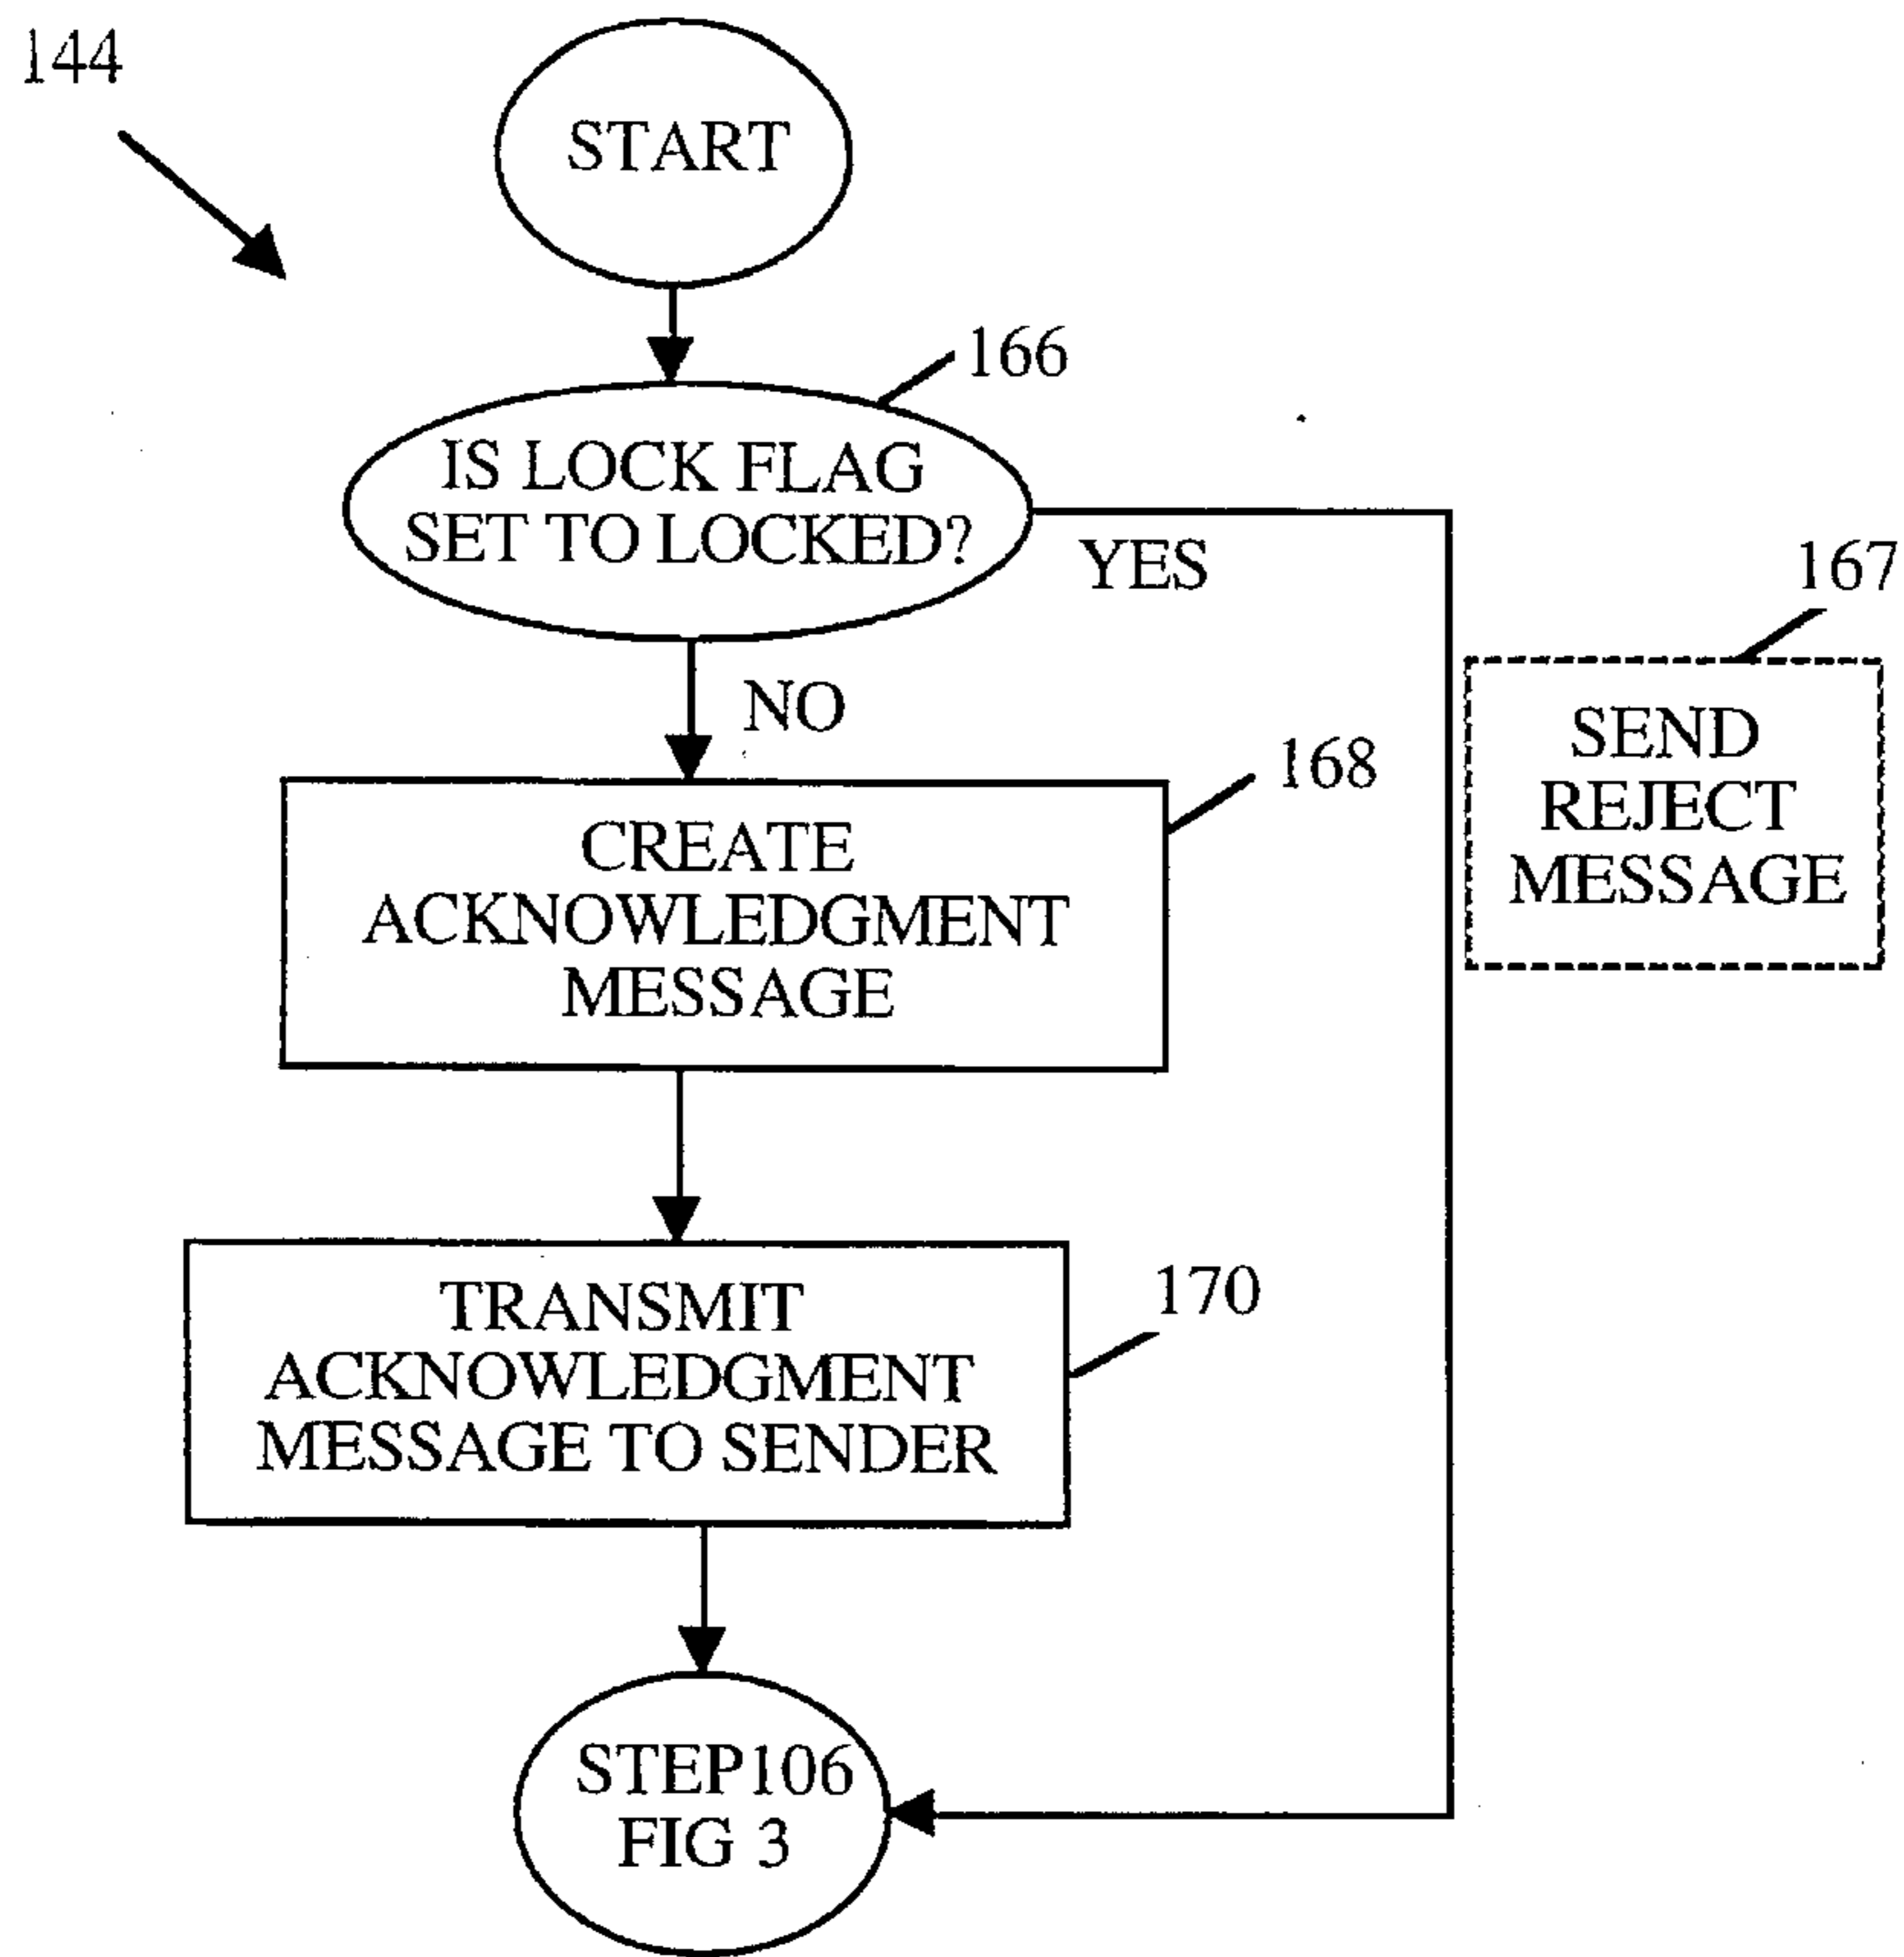 144
START
166
IS LOCK FLAG
SET TO LOCKED?
YES
167
NO
SEND
REJECT
MESSAGE
168
CREATE
ACKNOWLEDGMENT
MESSAGE
170
TRANSMIT
ACKNOWLEDGMENT
MESSAGE TO SENDER
STEP106
FIG 3